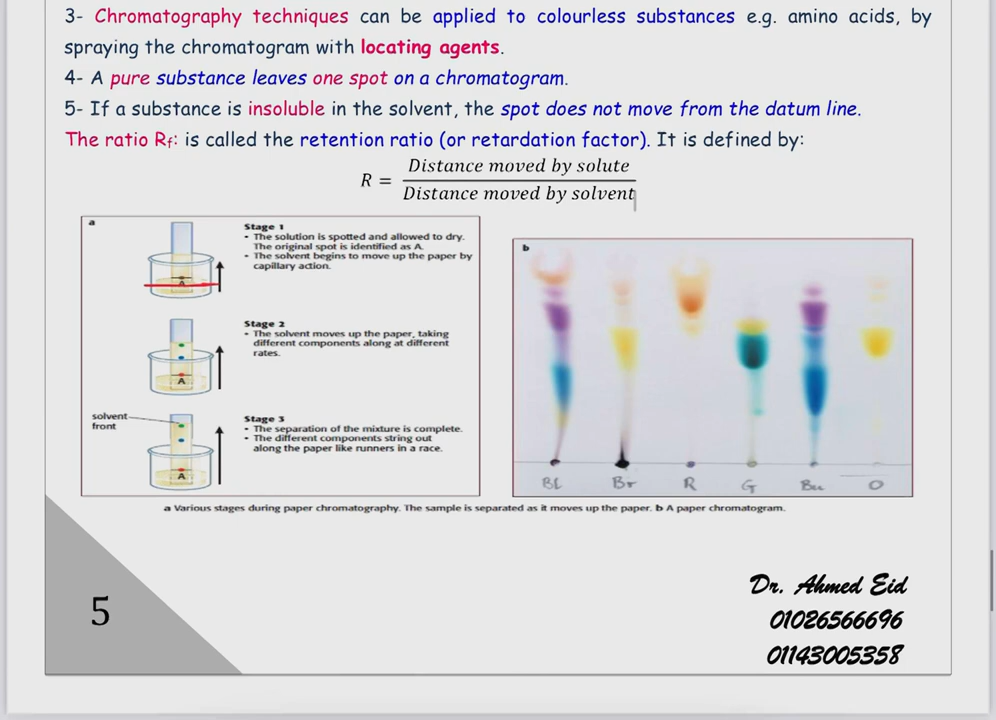 3- Chromatography techniques can be applied to colourless substances e.g. amino acids, by
spraying the chromatogram with locating agents.
4- A pure substance leaves one spot on a chromatogram.
5- If a substance is insoluble in the solvent, the spot does not move from the datum line.
The ratio Rf: is called the retention ratio (or retardation factor). It is defined by:
R = Distance moved by solute
Distance moved by solvent
a
Stage 1
• The solution is spotted and allowed to dry.
The original spot is identified as A.
• The solvent begins to move up the paper by
capillary action.
A
Stage 2
• The solvent moves up the paper, taking
different components along at different
rates.
A
solvent
front
Stage 3
• The separation of the mixture is complete.
• The different components string out
along the paper like runners in a race.
A
b
BL Br R G Bu O
a Various stages during paper chromatography. The sample is separated as it moves up the paper. b A paper chromatogram.
5
Dr. Ahmed Eid
01026566696
01143005358